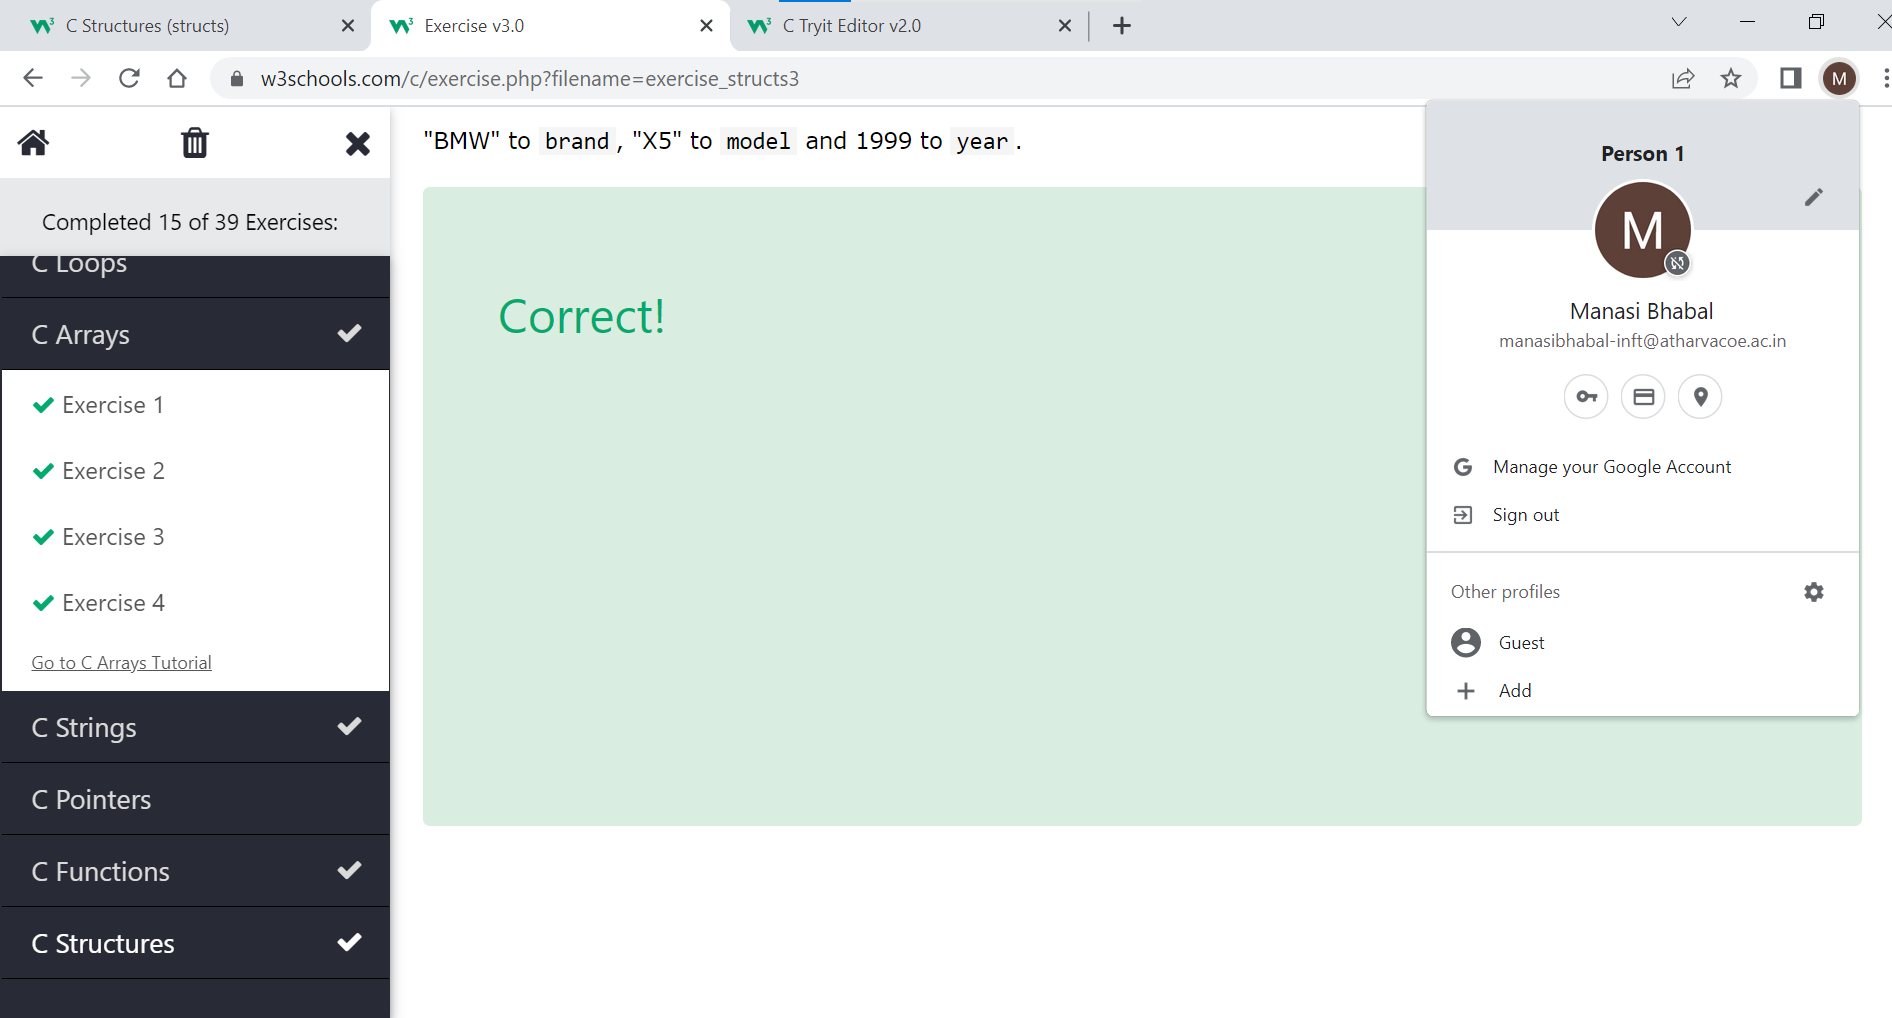 C Structures (structs)
Exercise v3.0
C Tryit Editor v2.0
w3schools.com/c/exercise.php?filename=exercise_structs3
M
Completed 15 of 39 Exercises:
C Loops
C Arrays
Exercise 1
Exercise 2
Exercise 3
Exercise 4
Go to C Arrays Tutorial
C Strings
C Pointers
C Functions
C Structures
"BMW" to brand, "X5" to model and 1999 to year.
Correct!
Person 1
M
Manasi Bhabal
manasibhabal-inft@atharvacoe.ac.in
Manage your Google Account
Sign out
Other profiles
Guest
Add